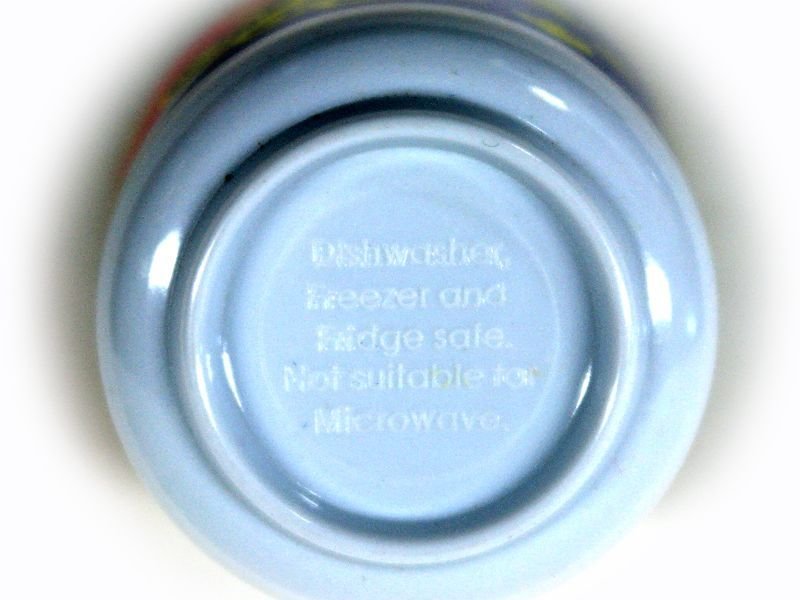 Dishwasher,
Freezer and
Fridge safe.
Not suitable for
Microwave.